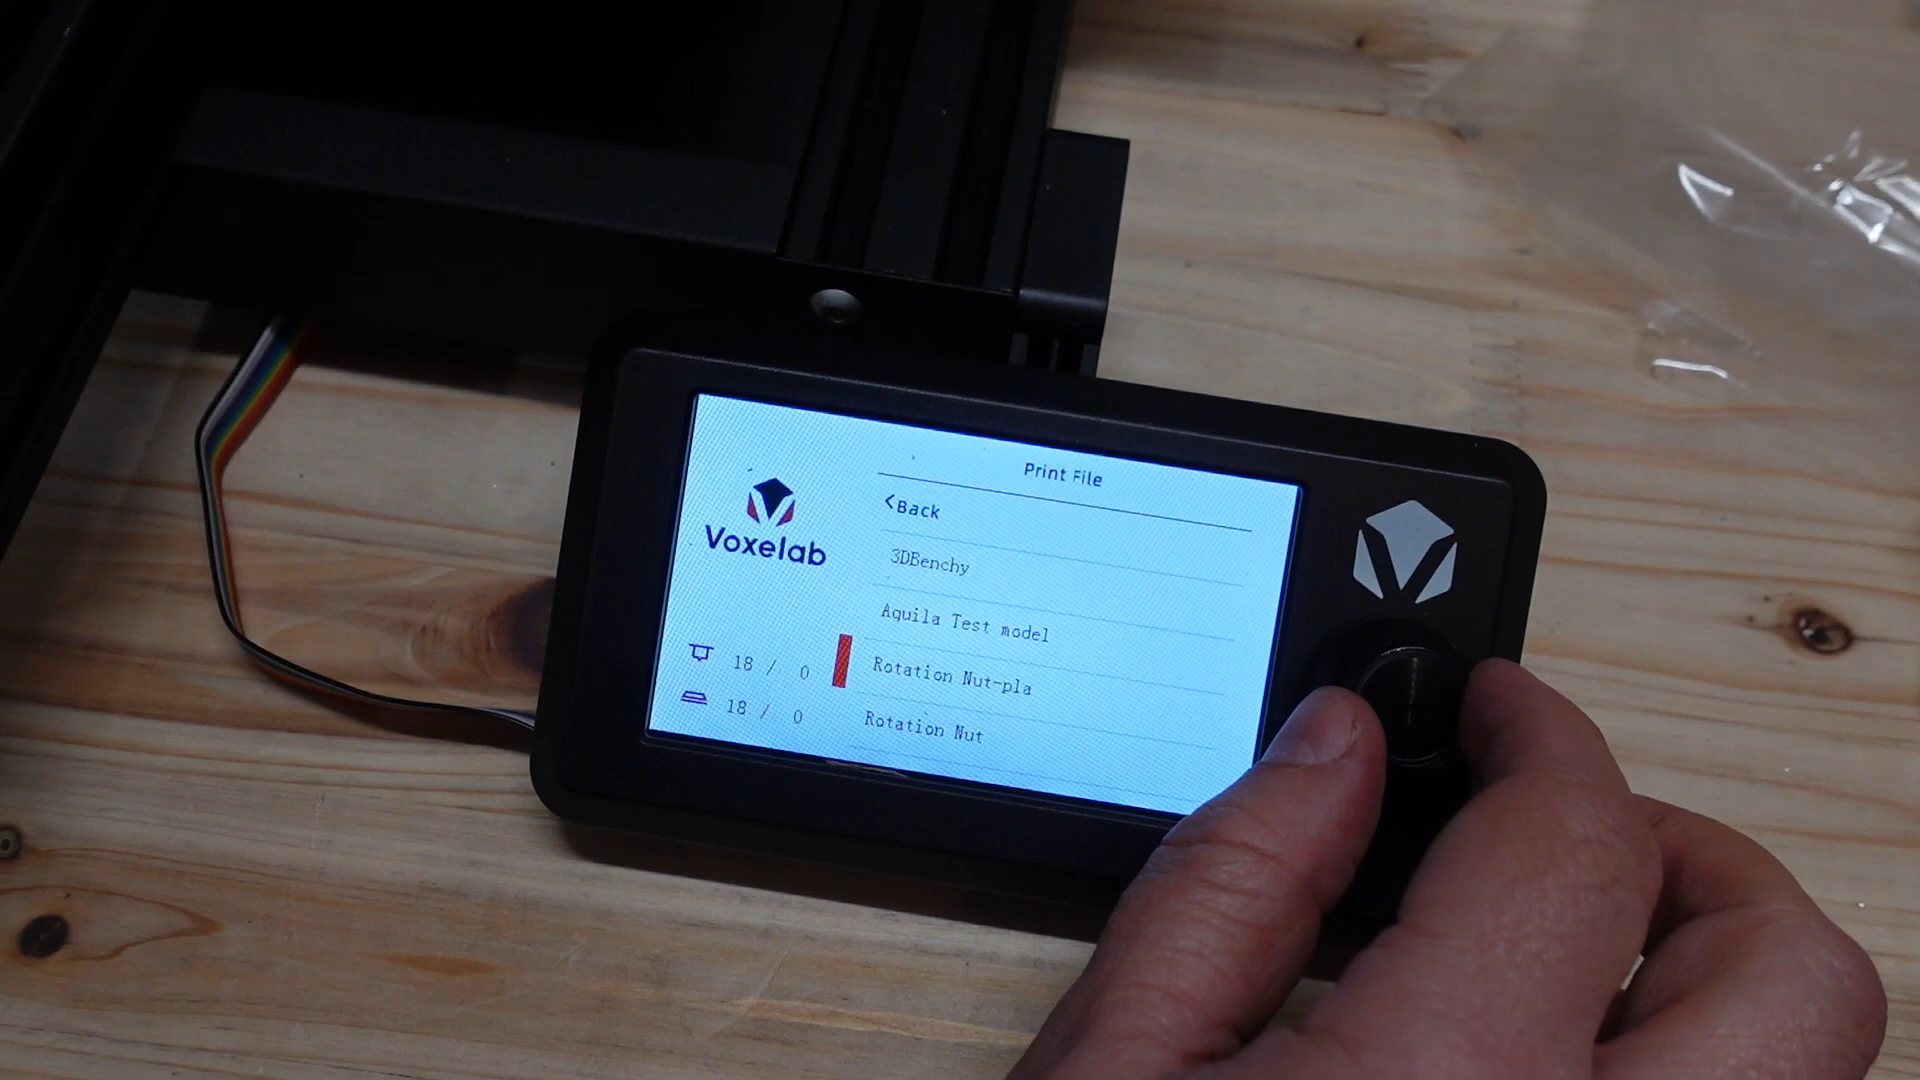 Print File
<Back
Voxelab
3DBenchy
Aquila Test model
18 / 0
Rotation Nut-pla
18 / 0
Rotation Nut